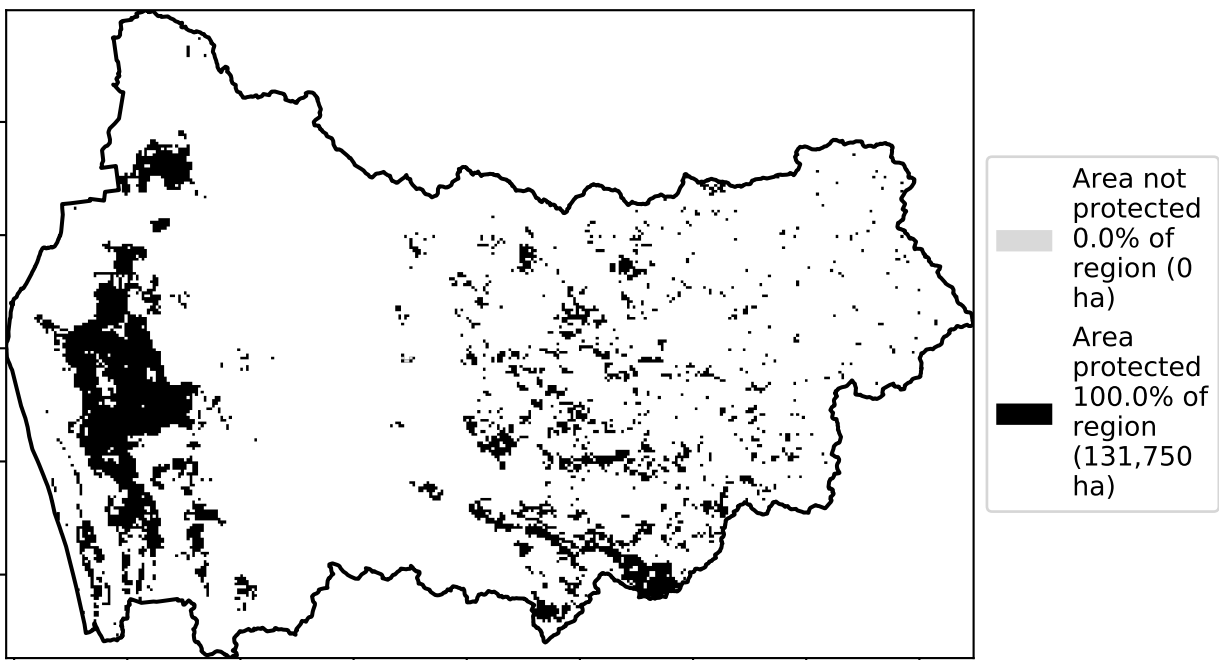 Area not
protected
0.0% of
region (0
ha)
Area
protected
100.0% of
region
(131,750
ha)